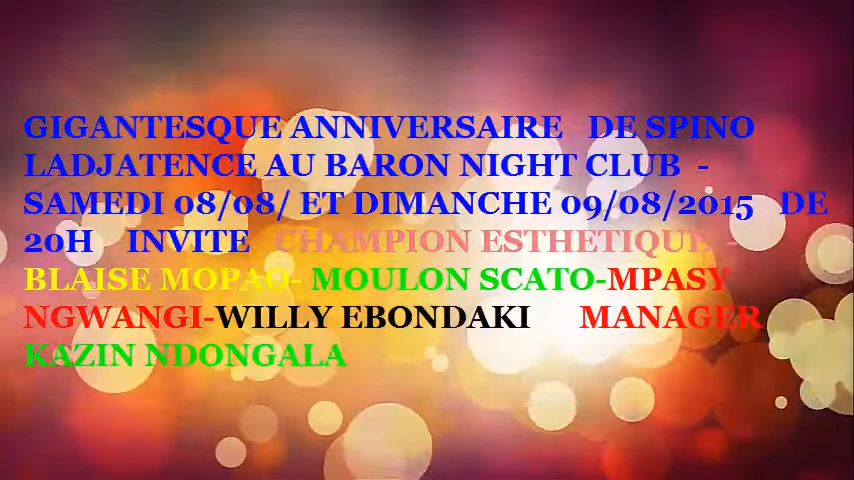 GIGANTESQUE ANNIVERSAIRE DE SPINO
LADJATENCE AU BARON NIGHT CLUB -
SAMEDI 08/08/ ET DIMANCHE 09/08/2015 DE
20H INVITE CHAMPION ESTHETIQUE -
BLAISE MOPAO- MOULON SCATO-MPASY
NGWANGI-WILLY EBONDAKI MANAGER
KAZIN NDONGALA